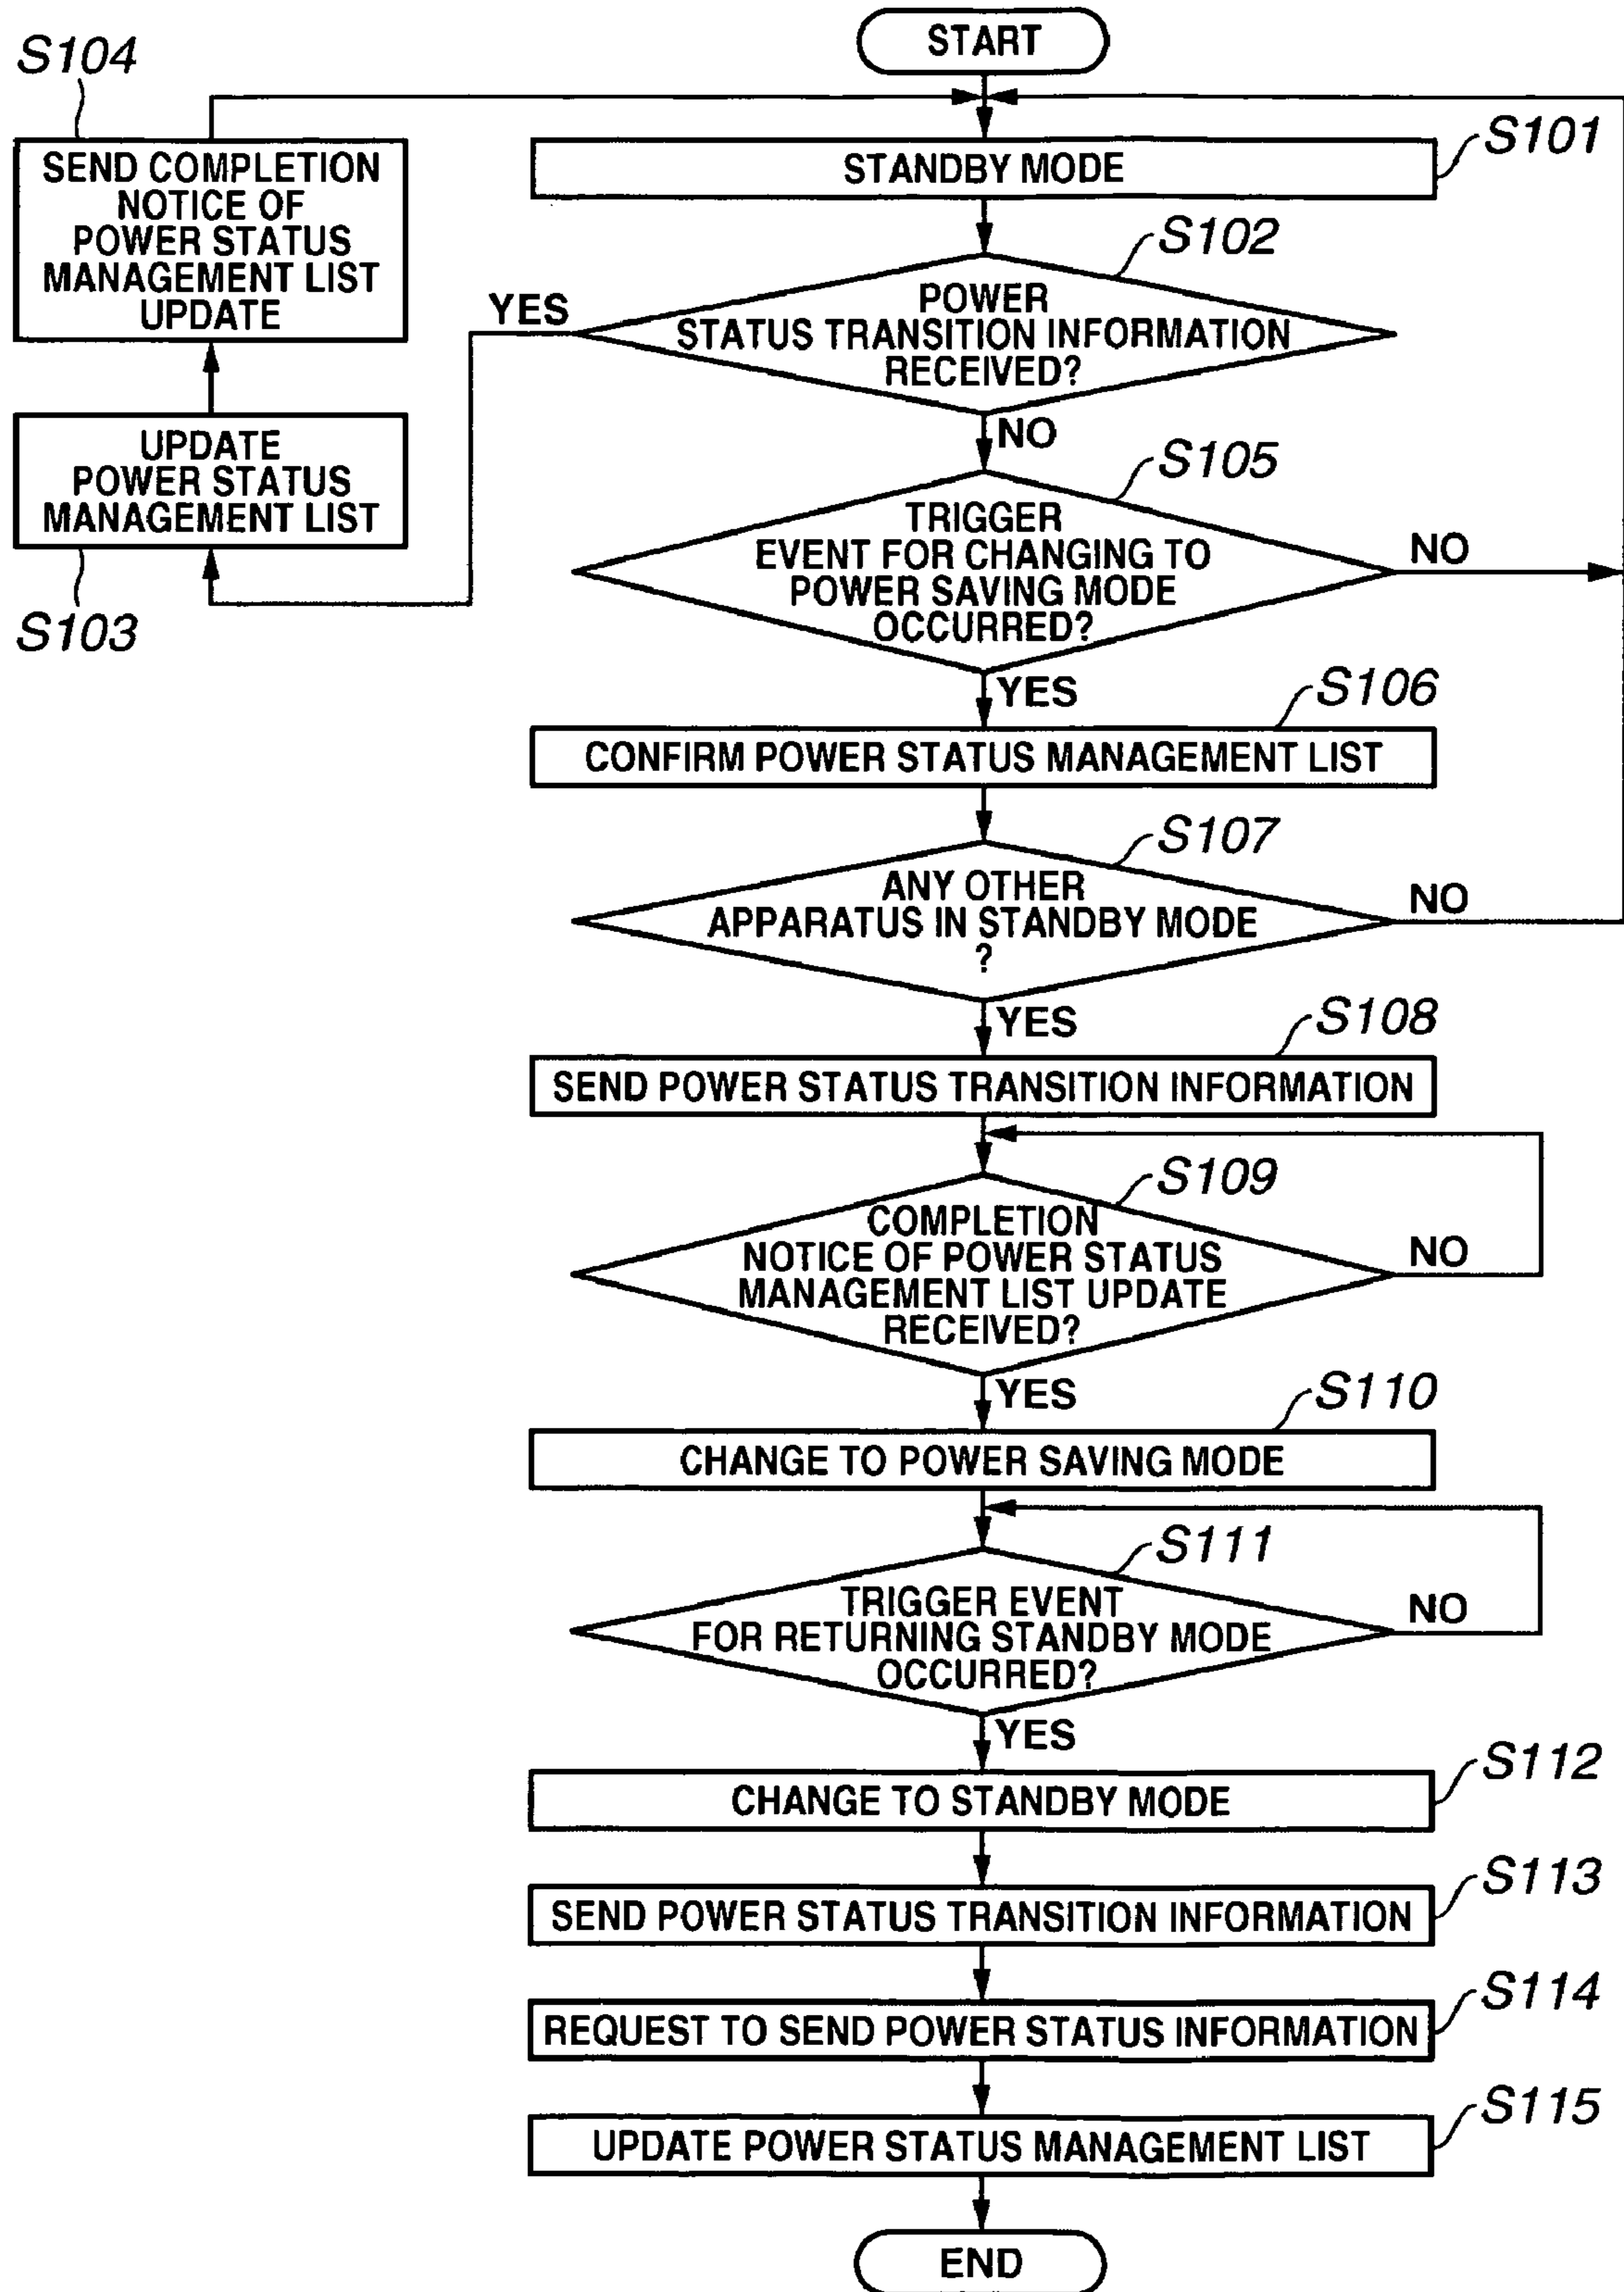 START
S104
SEND COMPLETION
NOTICE OF
POWER STATUS
MANAGEMENT LIST
UPDATE
STANDBY MODE
S101
S102
POWER
STATUS TRANSITION INFORMATION
RECEIVED?
YES
NO
UPDATE
POWER STATUS
MANAGEMENT LIST
S103
S105
TRIGGER
EVENT FOR CHANGING TO
POWER SAVING MODE
OCCURRED?
NO
YES
S106
CONFIRM POWER STATUS MANAGEMENT LIST
S107
ANY OTHER
APPARATUS IN STANDBY MODE
?
NO
YES
S108
SEND POWER STATUS TRANSITION INFORMATION
S109
COMPLETION
NOTICE OF POWER STATUS
MANAGEMENT LIST UPDATE
RECEIVED?
NO
YES
S110
CHANGE TO POWER SAVING MODE
S111
TRIGGER EVENT
FOR RETURNING STANDBY MODE
OCCURRED?
NO
YES
S112
CHANGE TO STANDBY MODE
S113
SEND POWER STATUS TRANSITION INFORMATION
S114
REQUEST TO SEND POWER STATUS INFORMATION
S115
UPDATE POWER STATUS MANAGEMENT LIST
END